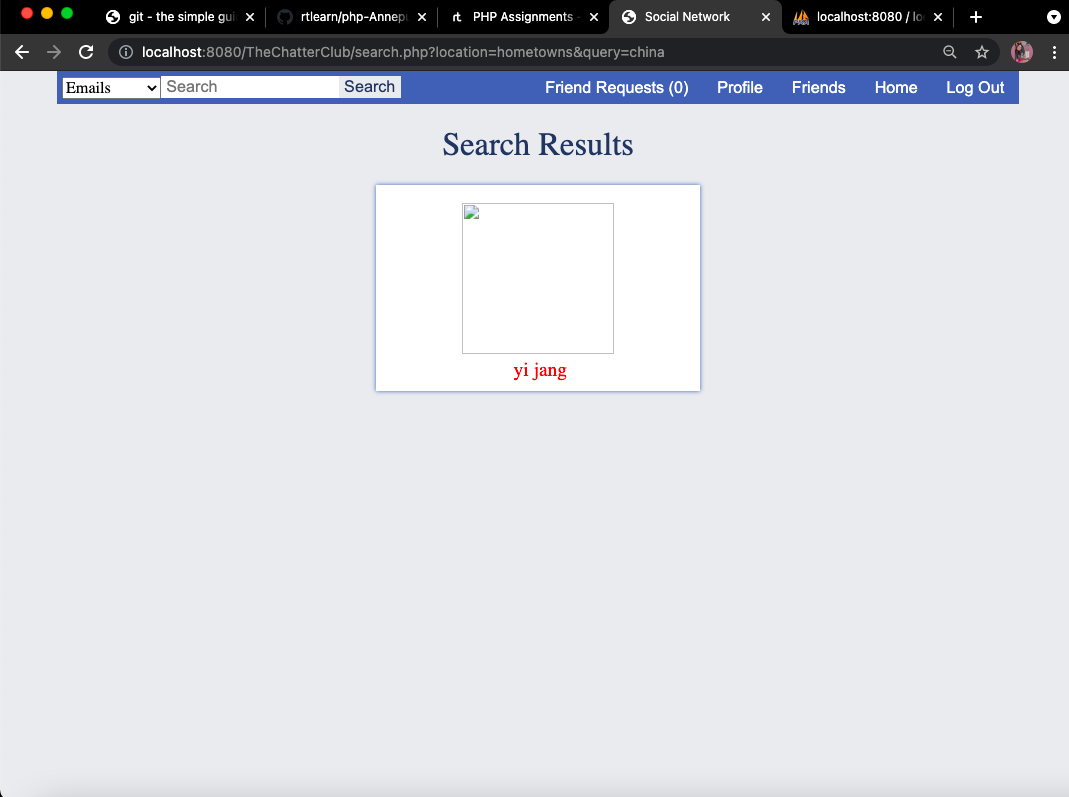 git - the simple gui
rtlearn/php-Annepu
rt PHP Assignments -
Social Network
localhost:8080 / lo
localhost:8080/TheChatterClub/search.php?location=hometowns&query=china
Emails Search Search Friend Requests (0) Profile Friends Home Log Out
Search Results
yi jang